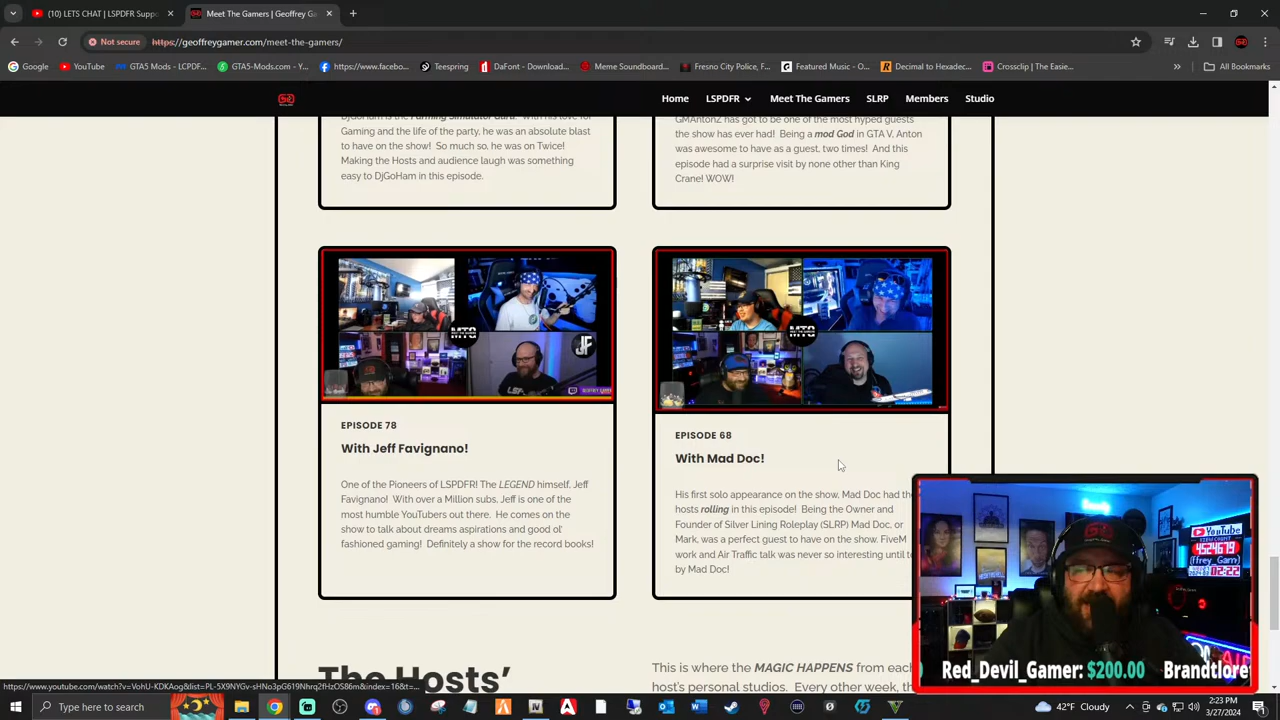 (10) LETS CHAT | LSPDFR Supp
Meet The Gamers | Geoffrey Ga
Not secure
https://geoffreygamer.com/meet-the-gamers/
Google
YouTube
GTA5 Mods - LCPDF...
GTA5-Mods.com - Y...
https://www.facebo...
Teespring
DaFont - Download...
Meme Soundboard...
Fresno City Police, F...
Featured Music - O...
Decimal to Hexadec...
Crossclip | The Easie...
All Bookmarks
Home
LSPDFR
Meet The Gamers
SLRP
Members
Studio
DjGoHam is the Farming Simulator Guru. With his love for
Gaming and the life of the party, he was an absolute blast
to have on the show! So much so, he was on Twice!
Making the Hosts and audience laugh was something
easy to DjGoHam in this episode.
GMAntonZ has got to be one of the most hyped guests
the show has ever had! Being a mod God in GTA V, Anton
was awesome to have as a guest, two times! And this
episode had a surprise visit by none other than King
Crane! WOW!
MTG
JF
MTG
EPISODE 78
With Jeff Favignano!
One of the Pioneers of LSPDFR! The LEGEND himself, Jeff
Favignano! With over a Million subs, Jeff is one of the
most humble YouTubers out there. He comes on the
show to talk about dreams aspirations and good ol'
fashioned gaming! Definitely a show for the record books!
EPISODE 68
With Mad Doc!
His first solo appearance on the show, Mad Doc had the
hosts rolling in this episode! Being the Owner and
Founder of Silver Lining Roleplay (SLRP) Mad Doc, or
Mark, was a perfect guest to have on the show. FiveM
work and Air Traffic talk was never so interesting until
by Mad Doc!
The Hosts'
This is where the MAGIC HAPPENS from each
host's personal studios. Every other week, th
YouTube
4524619
02:22
Red_Devil_Gamer: $200.00 Brandtlore
https://www.youtube.com/watch?v=VohU-KDKAog&list=PL-5X9NYGv-sHNo3pG619Nhrq2fHzOS86m&index=16&t=...
Type here to search
42°F Cloudy
2:23 PM
3/27/2024